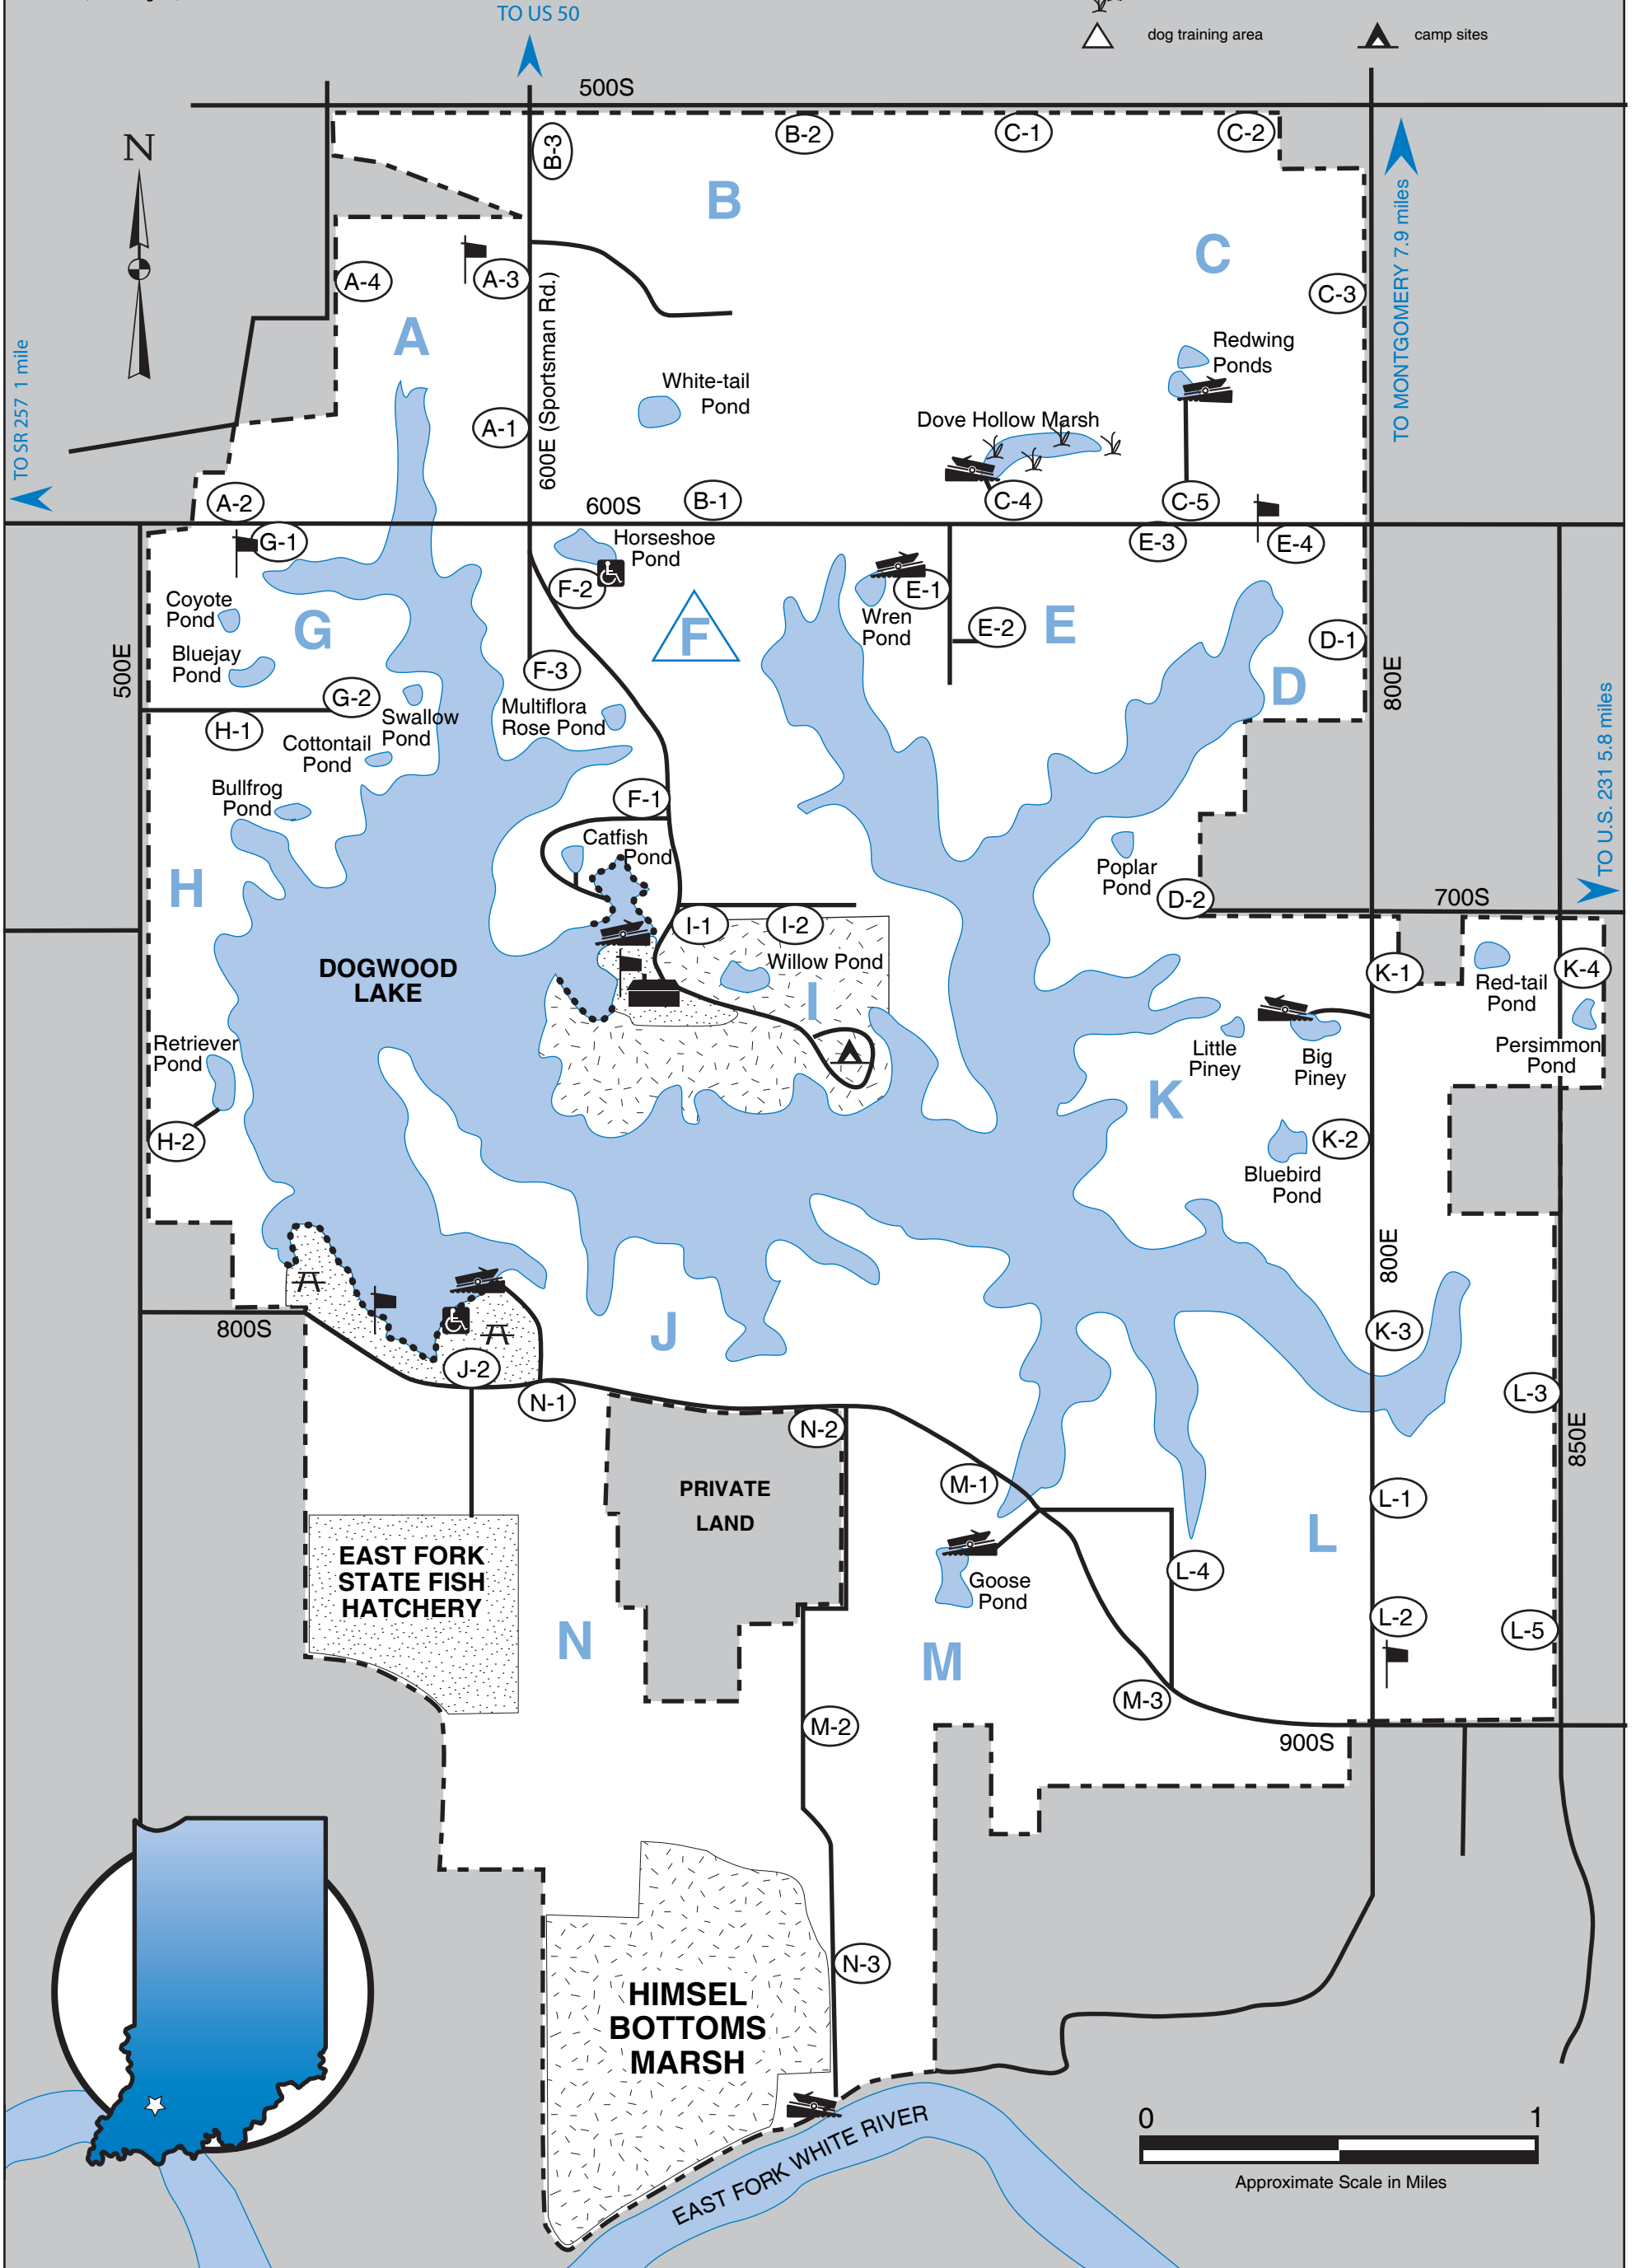 TO US 50
dog training area
camp sites
500S
N
B-3
B-2
C-1
C-2
B
C
A-4
A-3
C-3
A
600E (Sportsman Rd.)
TO MONTGOMERY 7.9 miles
TO SR 257 1 mile
Redwing
Ponds
White-tail
Pond
A-1
Dove Hollow Marsh
A-2
B-1
C-4
C-5
600S
G-1
Horseshoe
Pond
E-3
E-4
F-2
E-1
Coyote
Pond
G
F
Wren
Pond
E-2
E
D-1
500E
Bluejay
Pond
F-3
D
800E
G-2
Swallow
Pond
Multiflora
Rose Pond
H-1
Cottontail
Pond
TO U.S. 231 5.8 miles
Bullfrog
Pond
F-1
Catfish
Pond
Poplar
Pond
H
D-2
700S
I-1
I-2
DOGWOOD
LAKE
Willow Pond
I
K-1
K-4
Red-tail
Pond
Retriever
Pond
Little
Piney
Big
Piney
Persimmon
Pond
K
H-2
K-2
Bluebird
Pond
800E
800S
J
K-3
J-2
N-1
L-3
N-2
850E
PRIVATE
LAND
M-1
L-1
L
EAST FORK
STATE FISH
HATCHERY
Goose
Pond
L-4
L-2
L-5
N
M
M-3
M-2
900S
N-3
HIMSEL
BOTTOMS
MARSH
EAST FORK WHITE RIVER
0
1
Approximate Scale in Miles